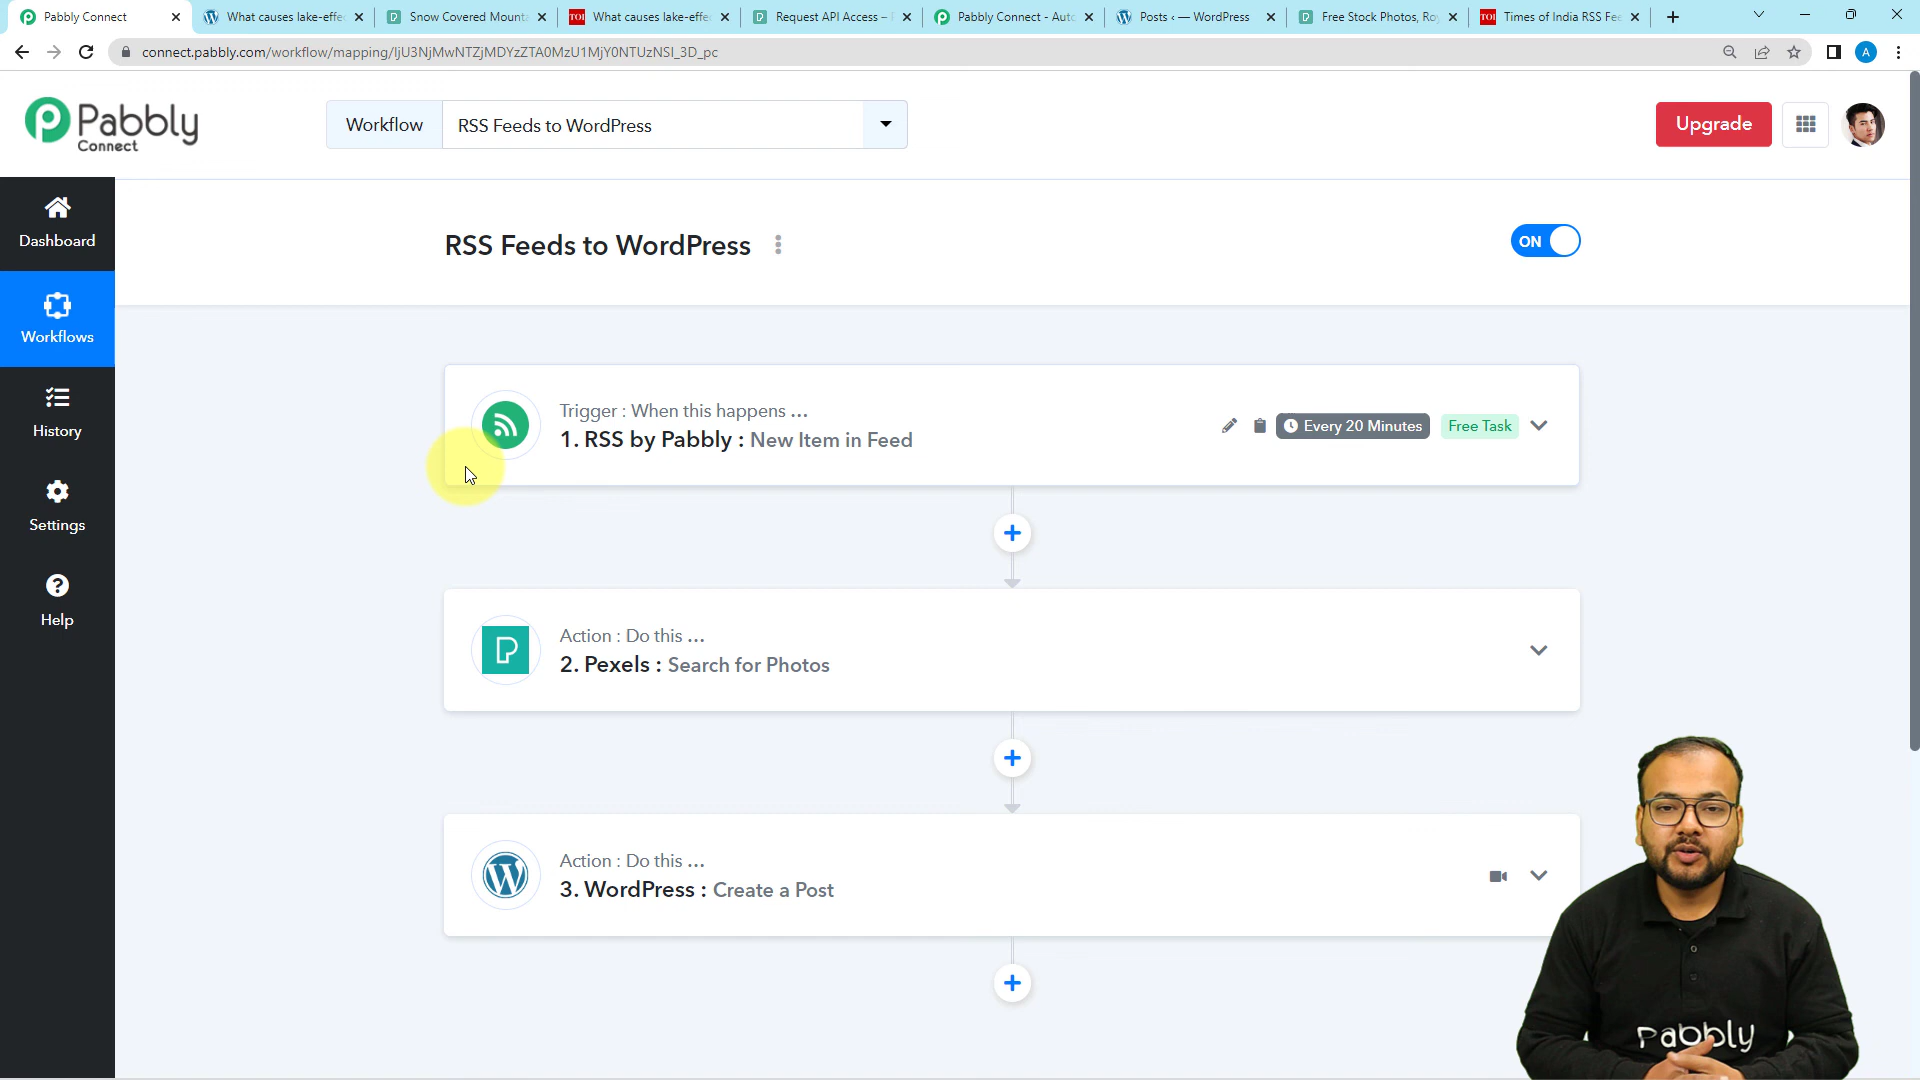 Pabbly Connect
What causes lake-effe
Snow Covered Mount
TOI What causes lake-effe
Request API Access –
Pabbly Connect - Aut
Posts ‹ — WordPress
Free Stock Photos, Ro
TOI Times of India RSS Fee
connect.pabbly.com/workflow/mapping/IjU3NjMwNTZjMDYzZTA0MzU1MjY0NTUzNSI_3D_pc
A
Pabbly
Connect
Workflow
RSS Feeds to WordPress
Upgrade
Dashboard
Workflows
History
Settings
Help
RSS Feeds to WordPress
ON
Trigger : When this happens ...
1. RSS by Pabbly : New Item in Feed
Every 20 Minutes
Free Task
Action : Do this ...
2. Pexels : Search for Photos
Action : Do this ...
3. WordPress : Create a Post
Pabbly